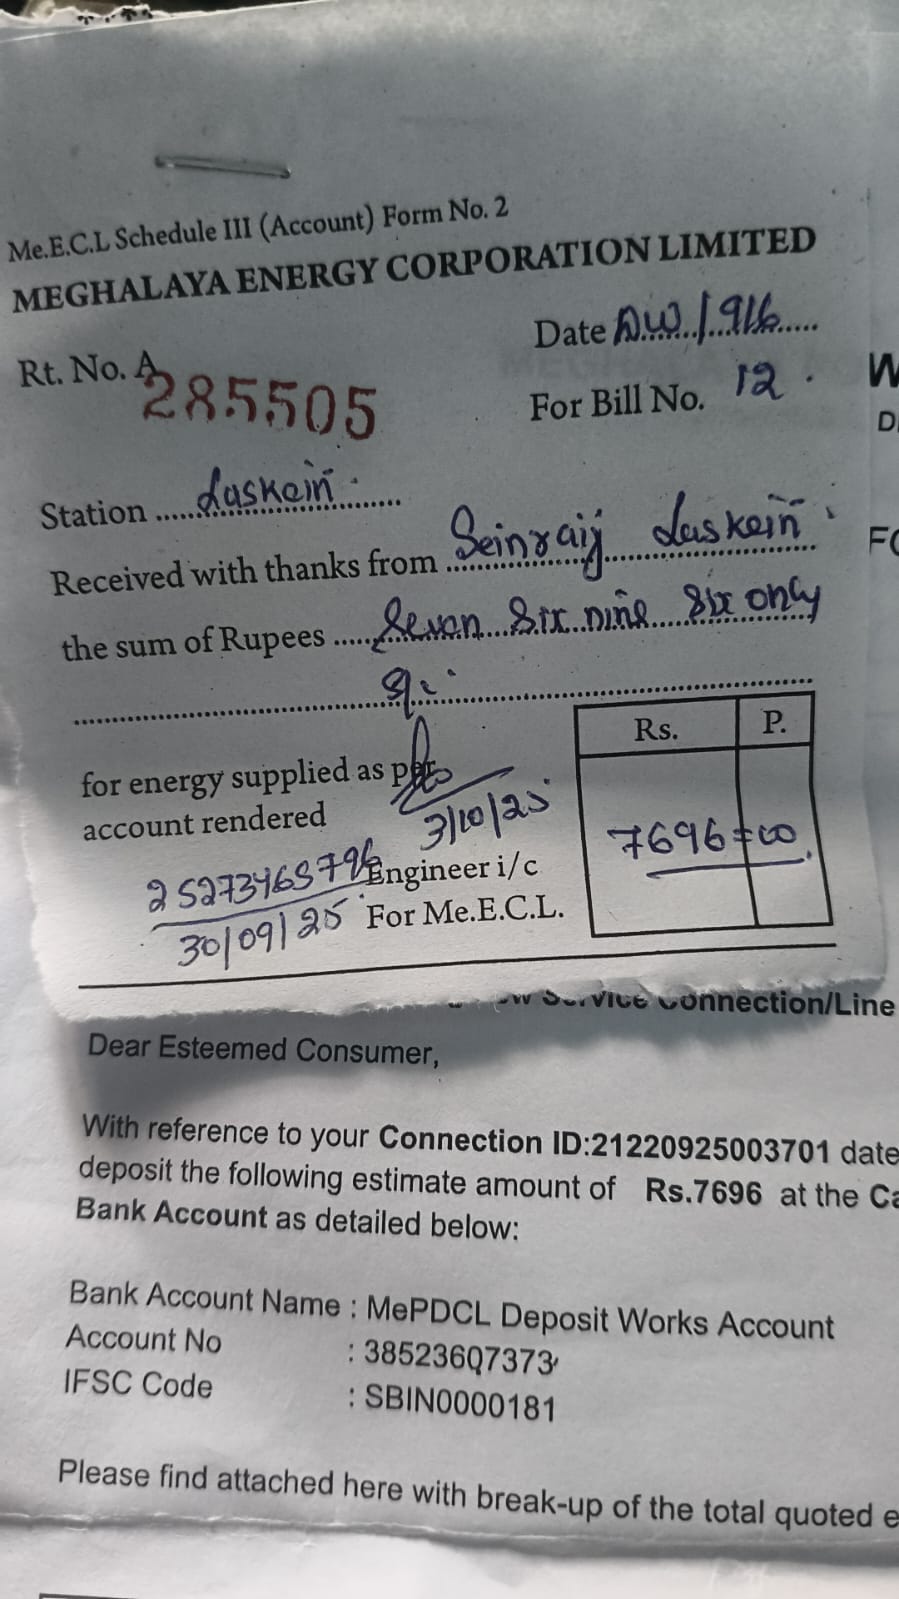 Me.E.C.L Schedule III (Account) Form No. 2
MEGHALAYA ENERGY CORPORATION LIMITED
Date D.W./.916......
Rt. No. A 285505
For Bill No. 12.
Station ..... Laskein.
Received with thanks from Seinraij Laskein.
the sum of Rupees ..... Seven Six nine Six only
for energy supplied as per
account rendered
3/10/25
Rs. P.
7696=00
Engineer i/c
30/09/25
For Me.E.C.L.
W
D
FC
Service Connection/Line
Dear Esteemed Consumer,
With reference to your Connection ID:21220925003701 date
deposit the following estimate amount of Rs.7696 at the Ca
Bank Account as detailed below:
Bank Account Name : MePDCL Deposit Works Account
Account No : 38523607373
IFSC Code : SBIN0000181
Please find attached here with break-up of the total quoted e